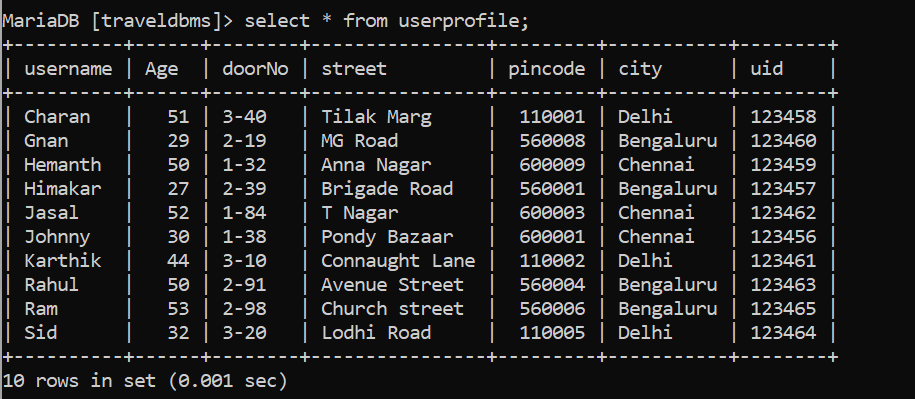 MariaDB [traveldbms]> select * from userprofile;
+----------+------+--------+----------------+----------+-----------+--------+
| username | Age  | doorNo | street         | pincode  | city      | uid    |
+----------+------+--------+----------------+----------+-----------+--------+
| Charan   |   51 | 3-40   | Tilak Marg     |   110001 | Delhi     | 123458 |
| Gnan     |   29 | 2-19   | MG Road        |   560008 | Bengaluru | 123460 |
| Hemanth  |   50 | 1-32   | Anna Nagar     |   600009 | Chennai   | 123459 |
| Himakar  |   27 | 2-39   | Brigade Road   |   560001 | Bengaluru | 123457 |
| Jasal    |   52 | 1-84   | T Nagar        |   600003 | Chennai   | 123462 |
| Johnny   |   30 | 1-38   | Pondy Bazaar   |   600001 | Chennai   | 123456 |
| Karthik  |   44 | 3-10   | Connaught Lane |   110002 | Delhi     | 123461 |
| Rahul    |   50 | 2-91   | Avenue Street  |   560004 | Bengaluru | 123463 |
| Ram      |   53 | 2-98   | Church street  |   560006 | Bengaluru | 123465 |
| Sid      |   32 | 3-20   | Lodhi Road     |   110005 | Delhi     | 123464 |
+----------+------+--------+----------------+----------+-----------+--------+
10 rows in set (0.001 sec)